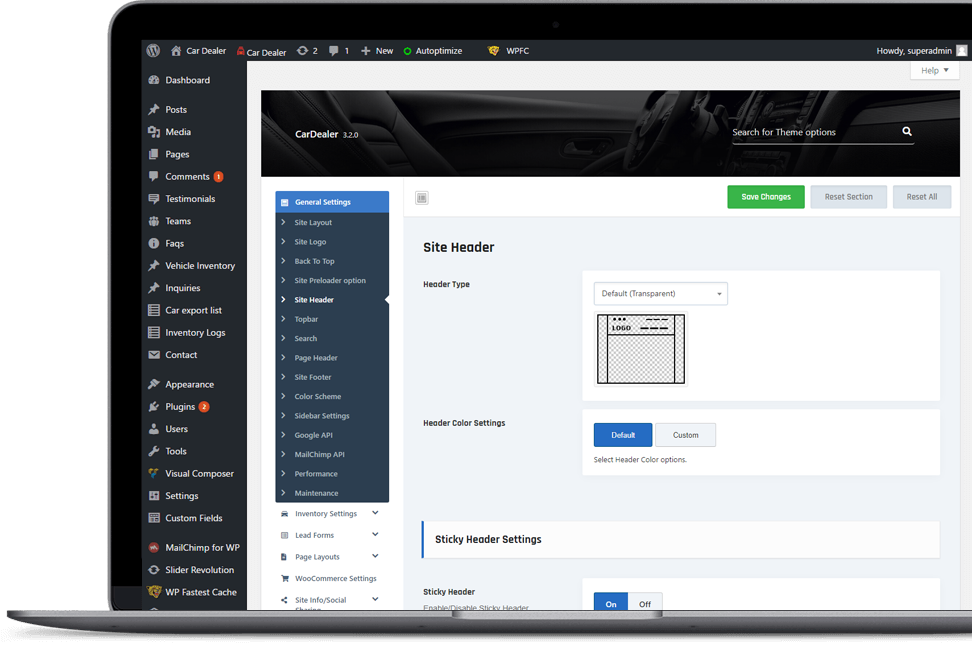 Car Dealer
Car Dealer
2
1
New
Autoptimize
WPFC
Howdy, superadmin
Help
Dashboard
Posts
Media
Pages
Comments 1
Testimonials
Teams
Faqs
Vehicle Inventory
Inquiries
Car export list
Inventory Logs
Contact
Appearance
Plugins 2
Users
Tools
Visual Composer
Settings
Custom Fields
MailChimp for WP
Slider Revolution
WP Fastest Cache
CarDealer 3.2.0
Search for Theme options
General Settings
Site Layout
Site Logo
Back To Top
Site Preloader option
Site Header
Topbar
Search
Page Header
Site Footer
Color Scheme
Sidebar Settings
Google API
MailChimp API
Performance
Maintenance
Inventory Settings
Lead Forms
Page Layouts
WooCommerce Settings
Site Info/Social
Sharing
Save Changes
Reset Section
Reset All
Site Header
Header Type
Default (Transparent)
LOGO
Header Color Settings
Default
Custom
Select Header Color options.
Sticky Header Settings
Sticky Header
Enable/Disable Sticky Header
On
Off